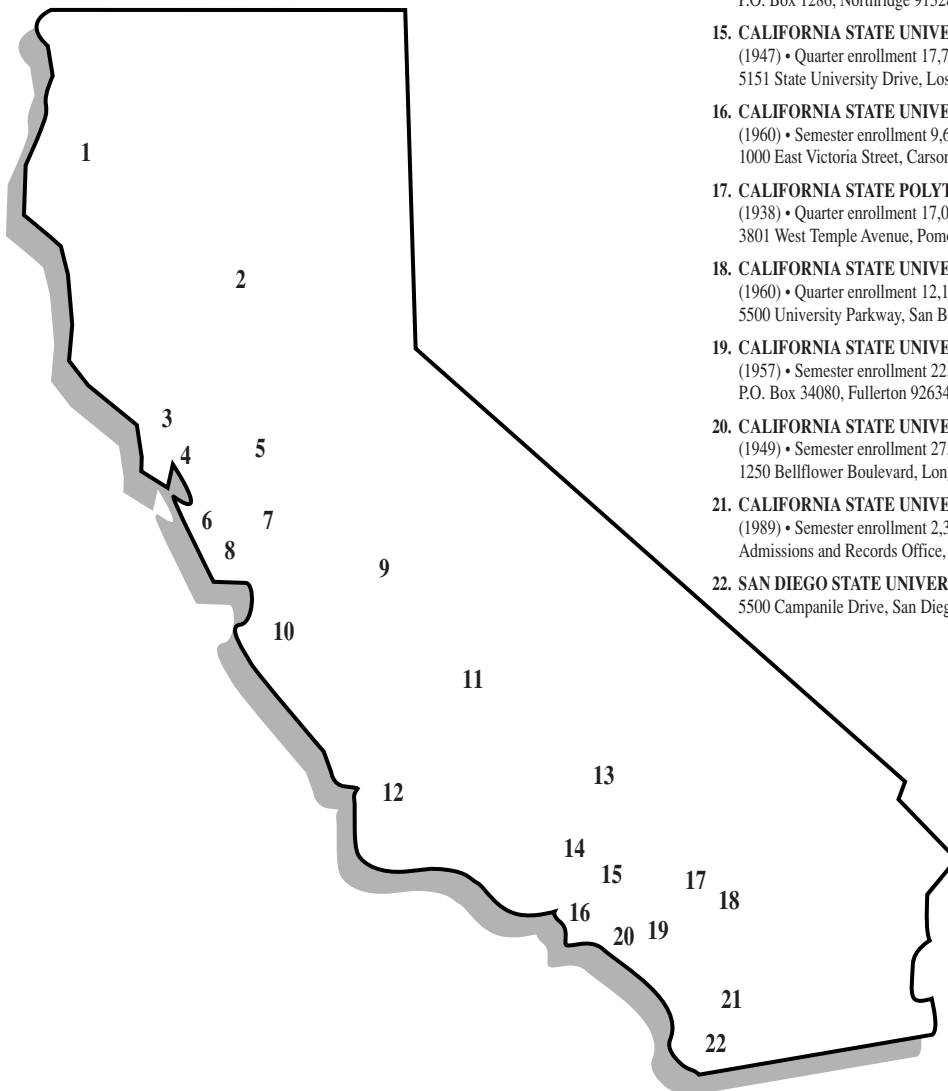 P.O. Box 1286, Northridge 91328
15. CALIFORNIA STATE UNIVE
(1947) • Quarter enrollment 17,7
5151 State University Drive, Los
16. CALIFORNIA STATE UNIVE
(1960) • Semester enrollment 9,6
1000 East Victoria Street, Carson
17. CALIFORNIA STATE POLYT
(1938) • Quarter enrollment 17,0
3801 West Temple Avenue, Pomo
18. CALIFORNIA STATE UNIVE
(1960) • Quarter enrollment 12,1
5500 University Parkway, San B
19. CALIFORNIA STATE UNIVE
(1957) • Semester enrollment 22,
P.O. Box 34080, Fullerton 92634
20. CALIFORNIA STATE UNIVE
(1949) • Semester enrollment 27,
1250 Bellflower Boulevard, Lon
21. CALIFORNIA STATE UNIVE
(1989) • Semester enrollment 2,3
Admissions and Records Office,
22. SAN DIEGO STATE UNIVER
5500 Campanile Drive, San Dieg
1
2
3
4
5
6
7
8
9
10
11
12
13
14
15
16
17
18
19
20
21
22